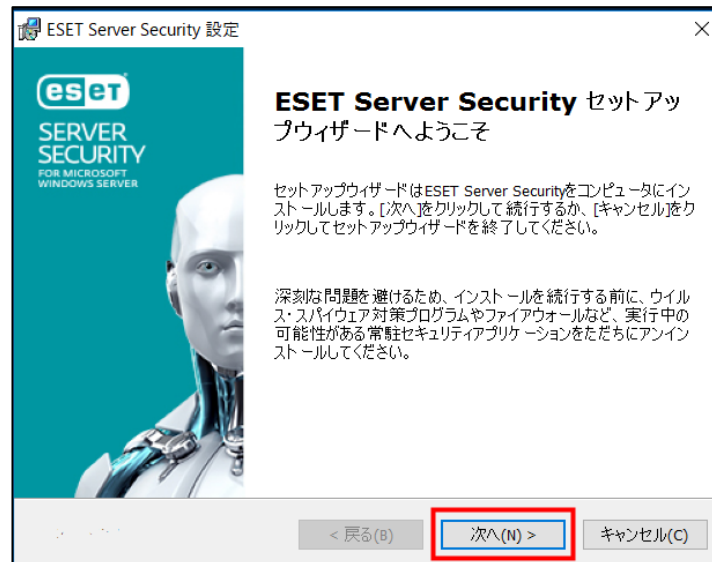 ESET Server Security 設定
eset
SERVER
SECURITY
FOR MICROSOFT
WINDOWS SERVER
ESET Server Security セットアッ
プウィザードへようこそ
セットアップウィザードはESET Server Securityをコンピュータにイン
ストールします。[次へ]をクリックして続行するか、[キャンセル]をク
リックしてセットアップウィザードを終了してください。
深刻な問題を避けるため、インストールを続行する前に、ウイル
ス・スパイウェア対策プログラムやファイアウォールなど、実行中の
可能性がある常駐セキュリティアプリケーションをただちにアンイン
ストールしてください。
< 戻る(B)
次へ(N) >
キャンセル(C)